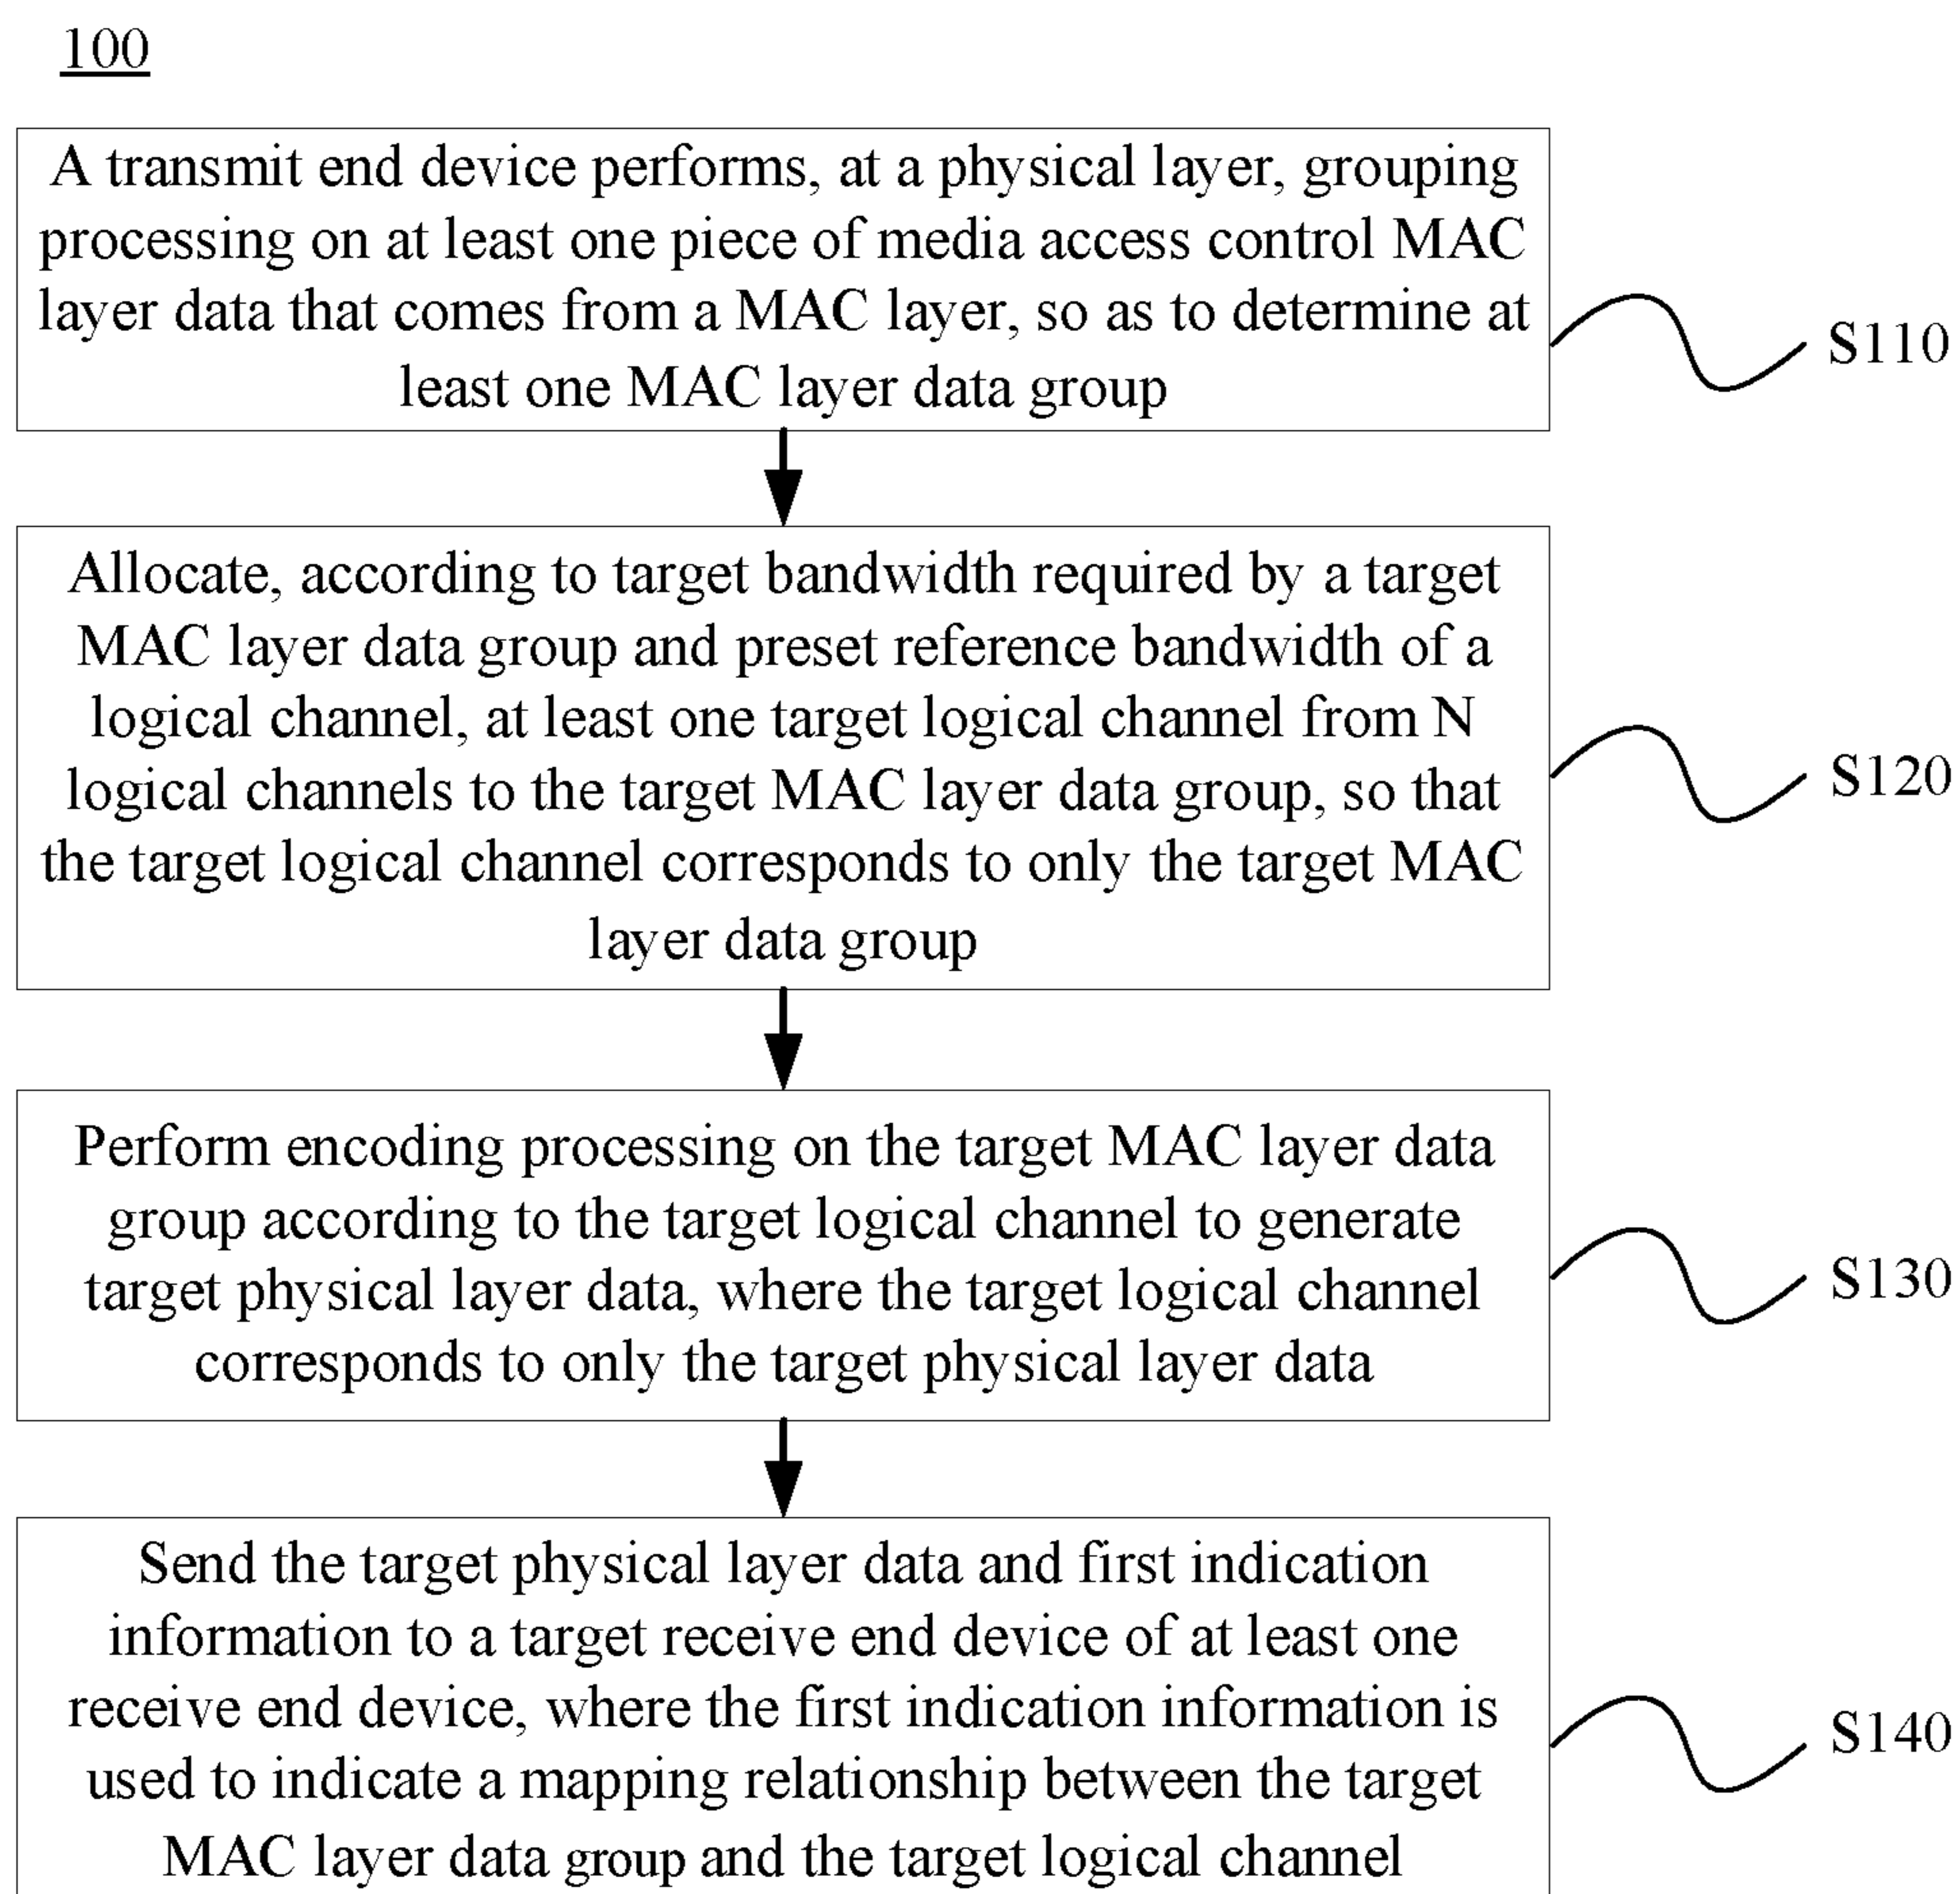 100
A transmit end device performs, at a physical layer, grouping
processing on at least one piece of media access control MAC
layer data that comes from a MAC layer, so as to determine at
least one MAC layer data group
S110
Allocate, according to target bandwidth required by a target
MAC layer data group and preset reference bandwidth of a
logical channel, at least one target logical channel from N
logical channels to the target MAC layer data group, so that
the target logical channel corresponds to only the target MAC
layer data group
S120
Perform encoding processing on the target MAC layer data
group according to the target logical channel to generate
target physical layer data, where the target logical channel
corresponds to only the target physical layer data
S130
Send the target physical layer data and first indication
information to a target receive end device of at least one
receive end device, where the first indication information is
used to indicate a mapping relationship between the target
MAC layer data group and the target logical channel
S140